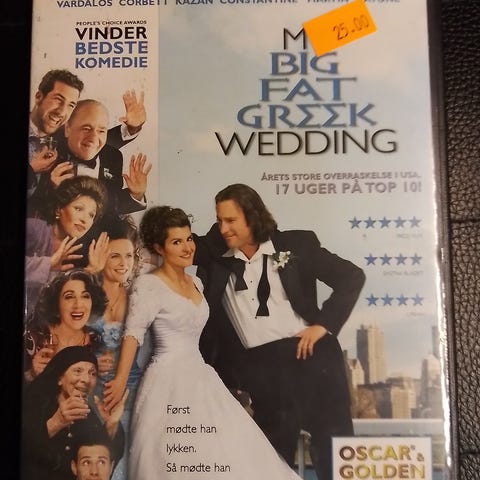 VARDALOS CORBETT KAZAN CONSTANTINE
PEOPLE'S CHOICE AWARDS
VINDER
BEDSTE
KOMEDIE
25.00
BIG
FAT
GRΣΣK
WEDDING
ÅRETS STORE OVERRASKELSE I USA.
17 UGER PÅ TOP 10!
★★★★★
★★★★
★★★★
Først
mødte han
lykken.
Så mødte han
OSCAR® &
GOLDEN